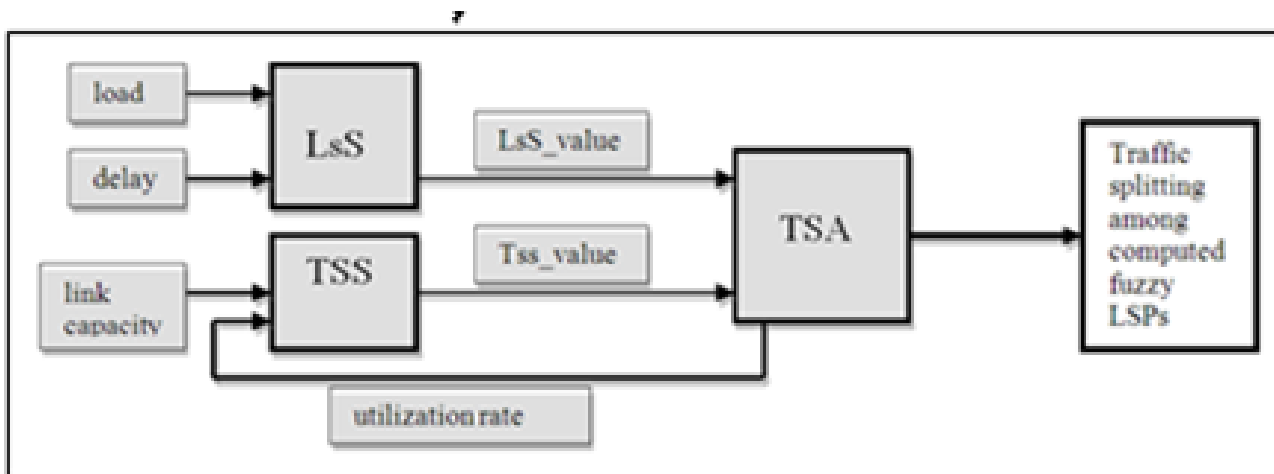 load
LsS
LsS_value
delay
TSA
Traffic
splitting
among
computed
fuzzy
LSPs
TSS
Tss_value
link
capacity
utilization rate